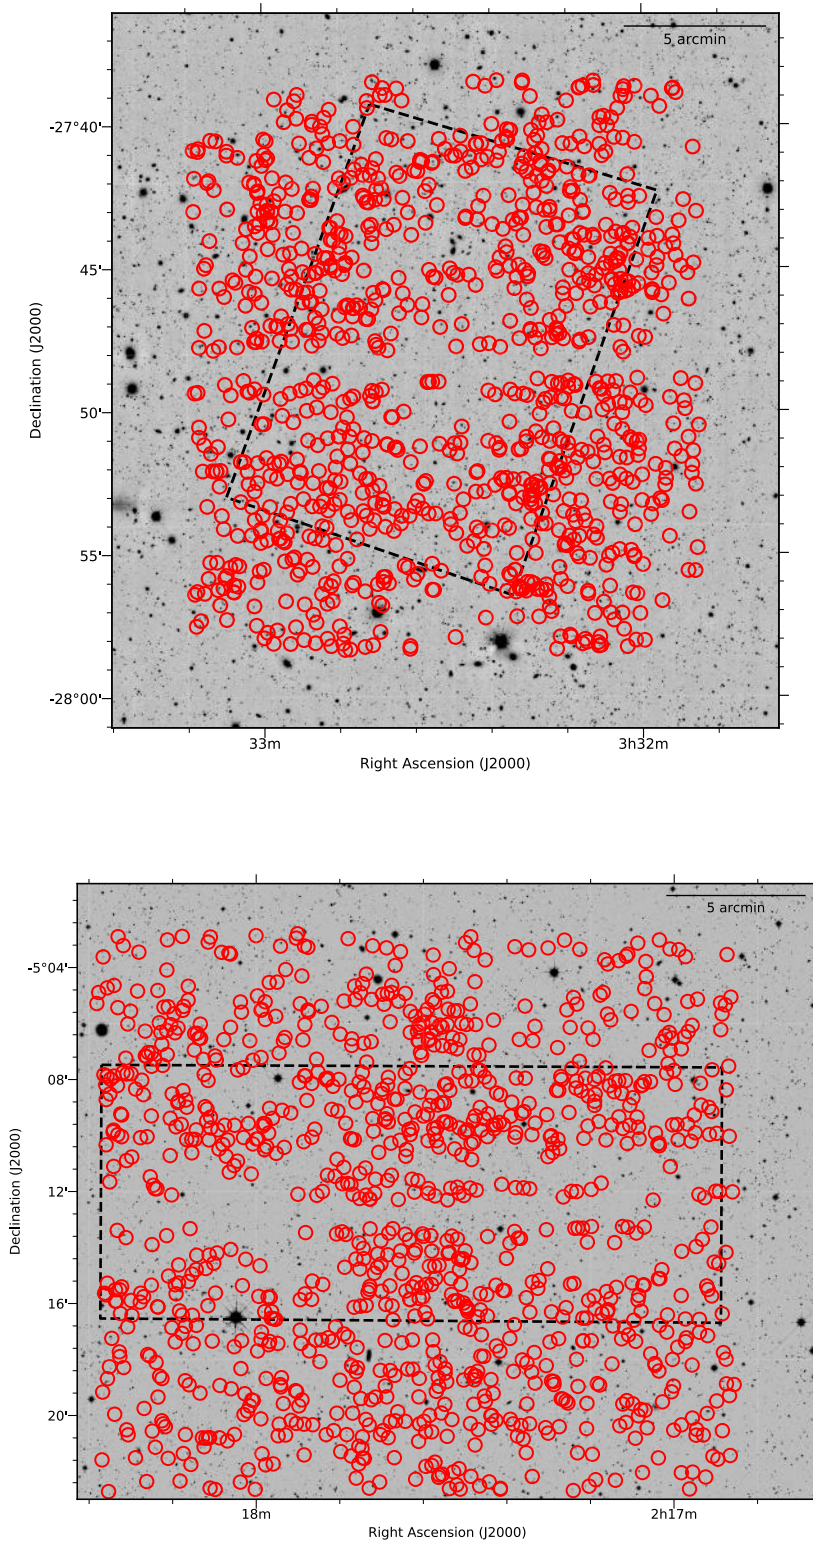 5 arcmin
-27°40'
45'
50'
55'
-28°00'
Declination (J2000)
33m
3h32m
Right Ascension (J2000)
5 arcmin
-5°04'
08'
12'
16'
20'
Declination (J2000)
18m
2h17m
Right Ascension (J2000)